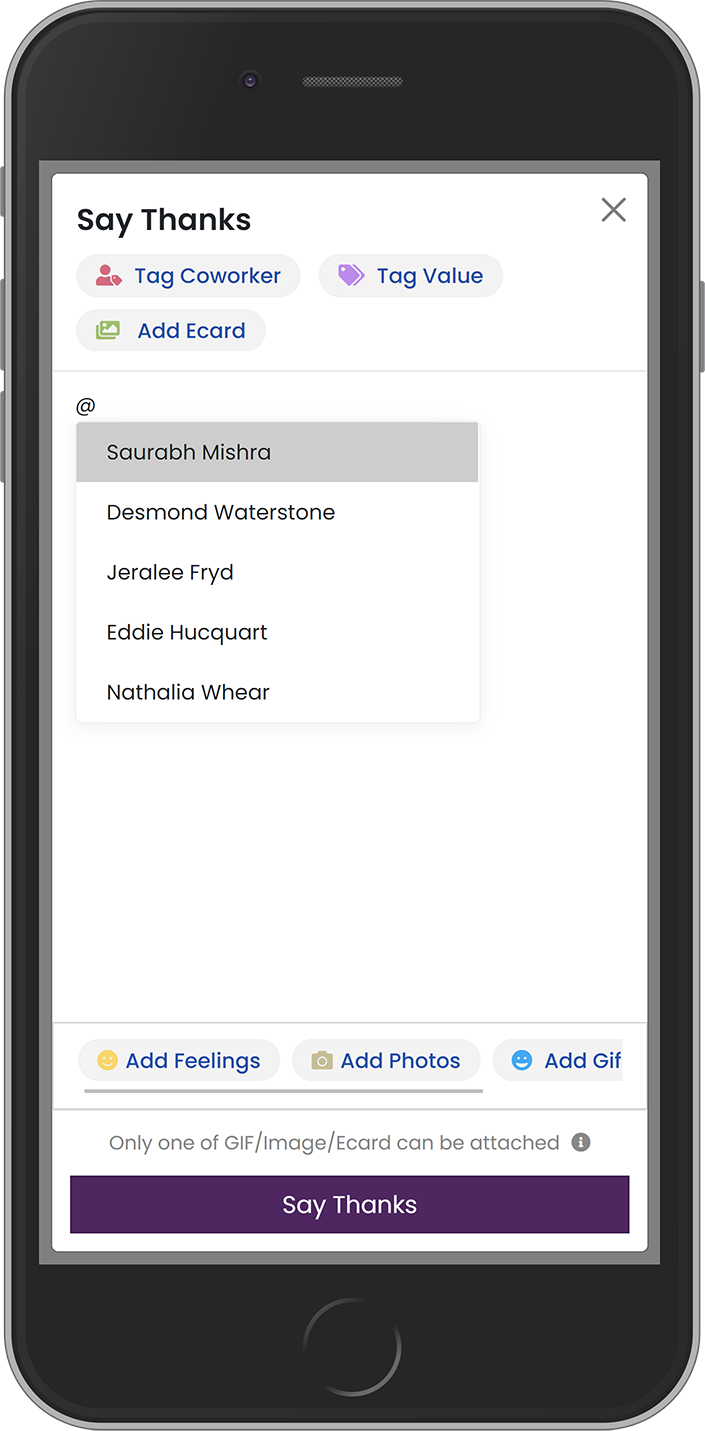 Say Thanks
Tag Coworker Tag Value
Add Ecard
@
Saurabh Mishra
Desmond Waterstone
Jeralee Fryd
Eddie Hucquart
Nathalia Whear
Add Feelings Add Photos Add Gif
Only one of GIF/Image/Ecard can be attached
Say Thanks